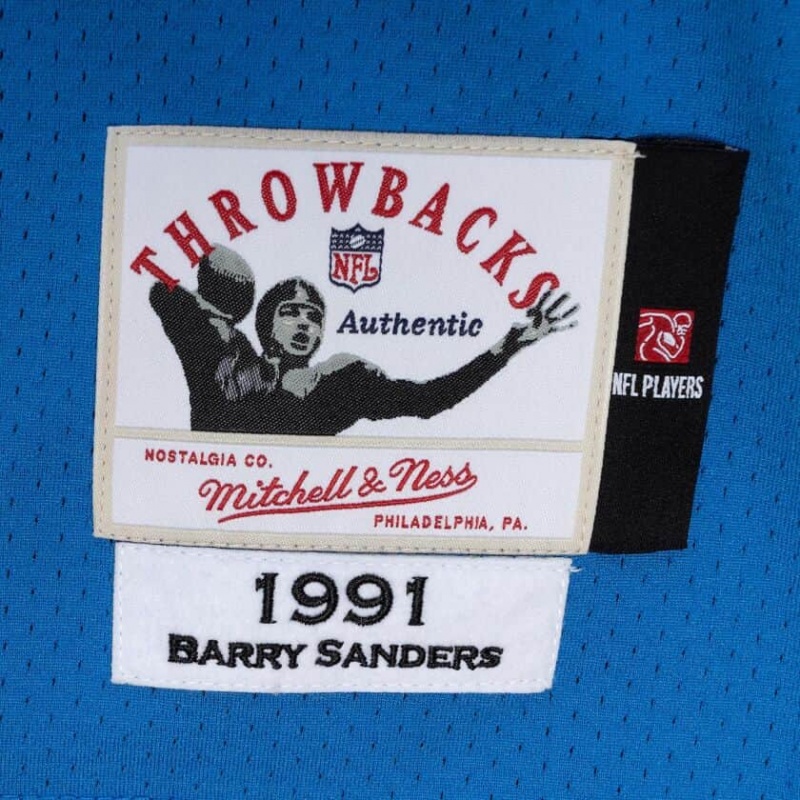 THROWBACKS
NFL
Authentic
NFL PLAYERS
NOSTALGIA CO.
Mitchell & Ness
PHILADELPHIA, PA.
1991
BARRY SANDERS